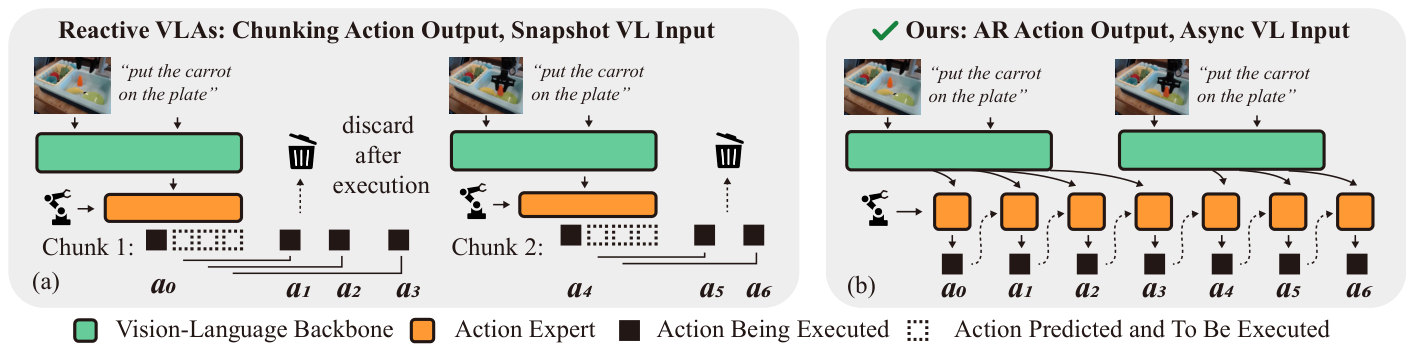 Reactive VLAs: Chunking Action Output, Snapshot VL Input
“put the carrot
on the plate”
discard
after
execution
Chunk 1:
a0
a1
a2
a3
“put the carrot
on the plate”
Chunk 2:
a4
a5
a6
(a)
Ours: AR Action Output, Async VL Input
“put the carrot
on the plate”
“put the carrot
on the plate”
(b)
a0
a1
a2
a3
a4
a5
a6
Vision-Language Backbone
Action Expert
Action Being Executed
Action Predicted and To Be Executed